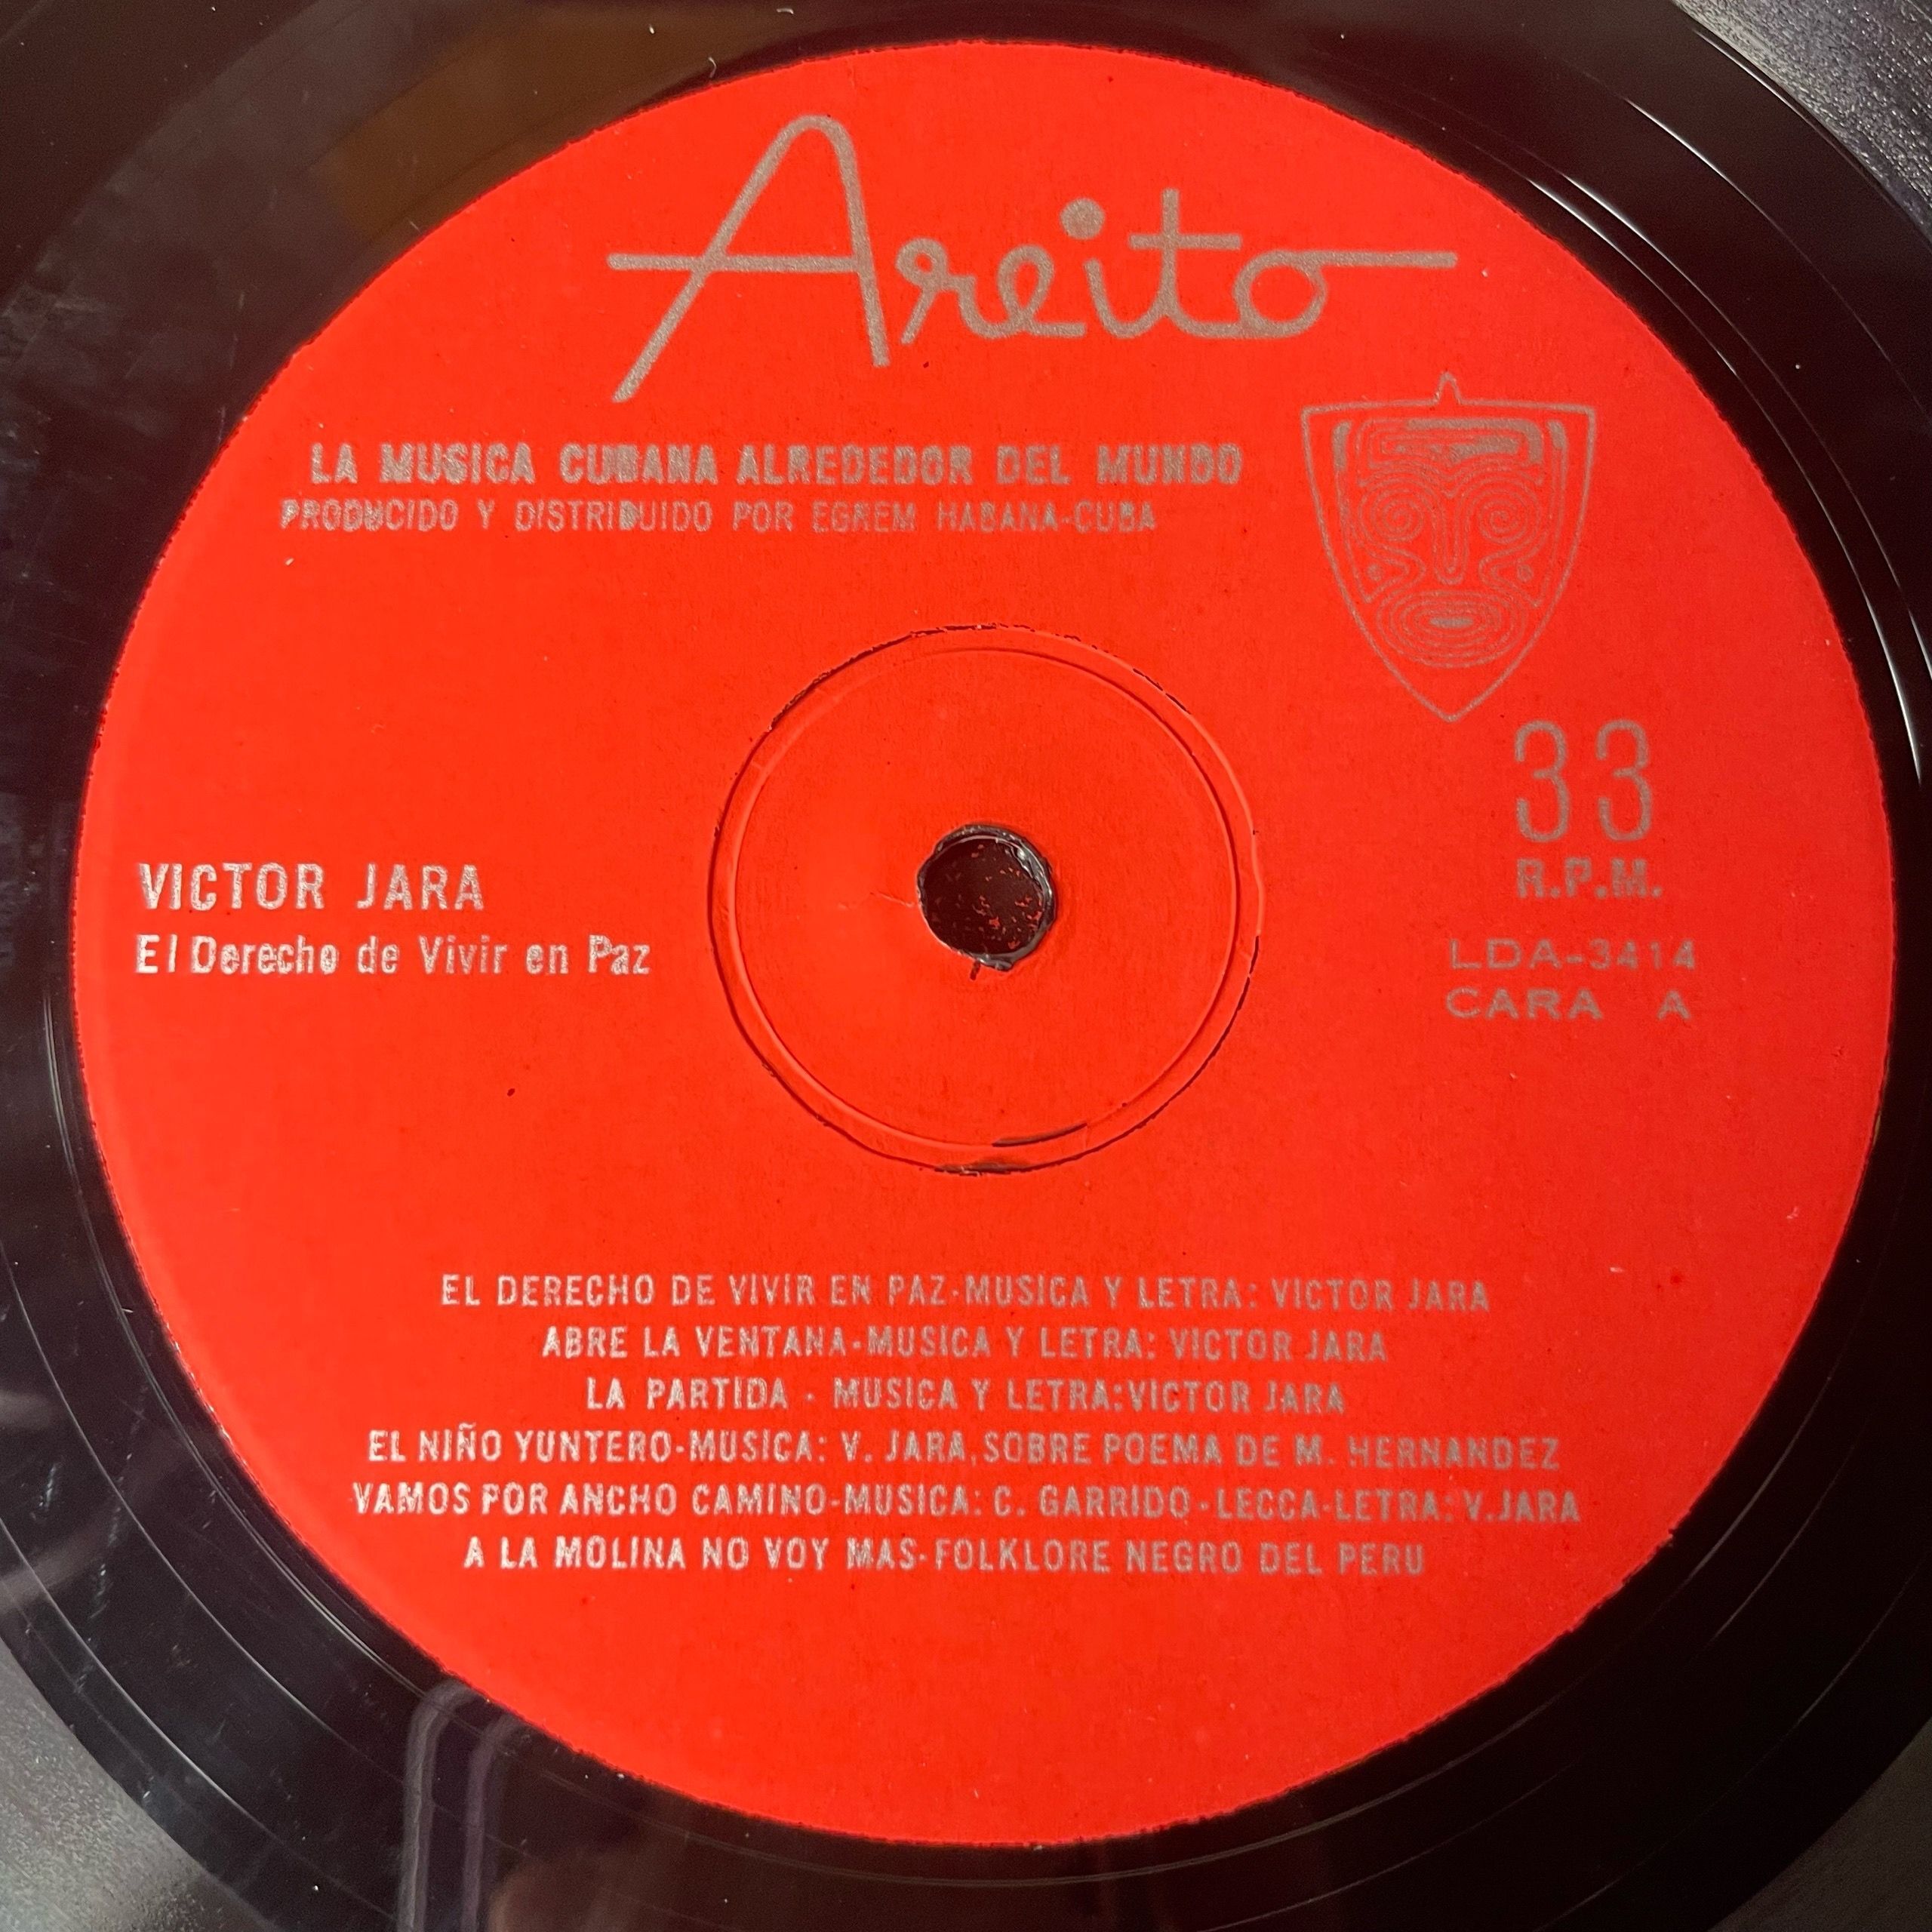 Areito
LA MUSICA CUBANA ALREDEDOR DEL MUNDO
PRODUCIDO Y DISTRIBUIDO POR EGREM HABANA-CUBA
33
R.P.M.
VICTOR JARA
El Derecho de Vivir en Paz
LDA-3414
CARA A
EL DERECHO DE VIVIR EN PAZ-MUSICA Y LETRA: VICTOR JARA
ABRE LA VENTANA-MUSICA Y LETRA: VICTOR JARA
LA PARTIDA - MUSICA Y LETRA:VICTOR JARA
EL NIÑO YUNTERO-MUSICA: V. JARA,SOBRE POEMA DE M. HERNANDEZ
VAMOS POR ANCHO CAMINO-MUSICA: C. GARRIDO-LECCA-LETRA: V.JARA
A LA MOLINA NO VOY MAS-FOLKLORE NEGRO DEL PERU